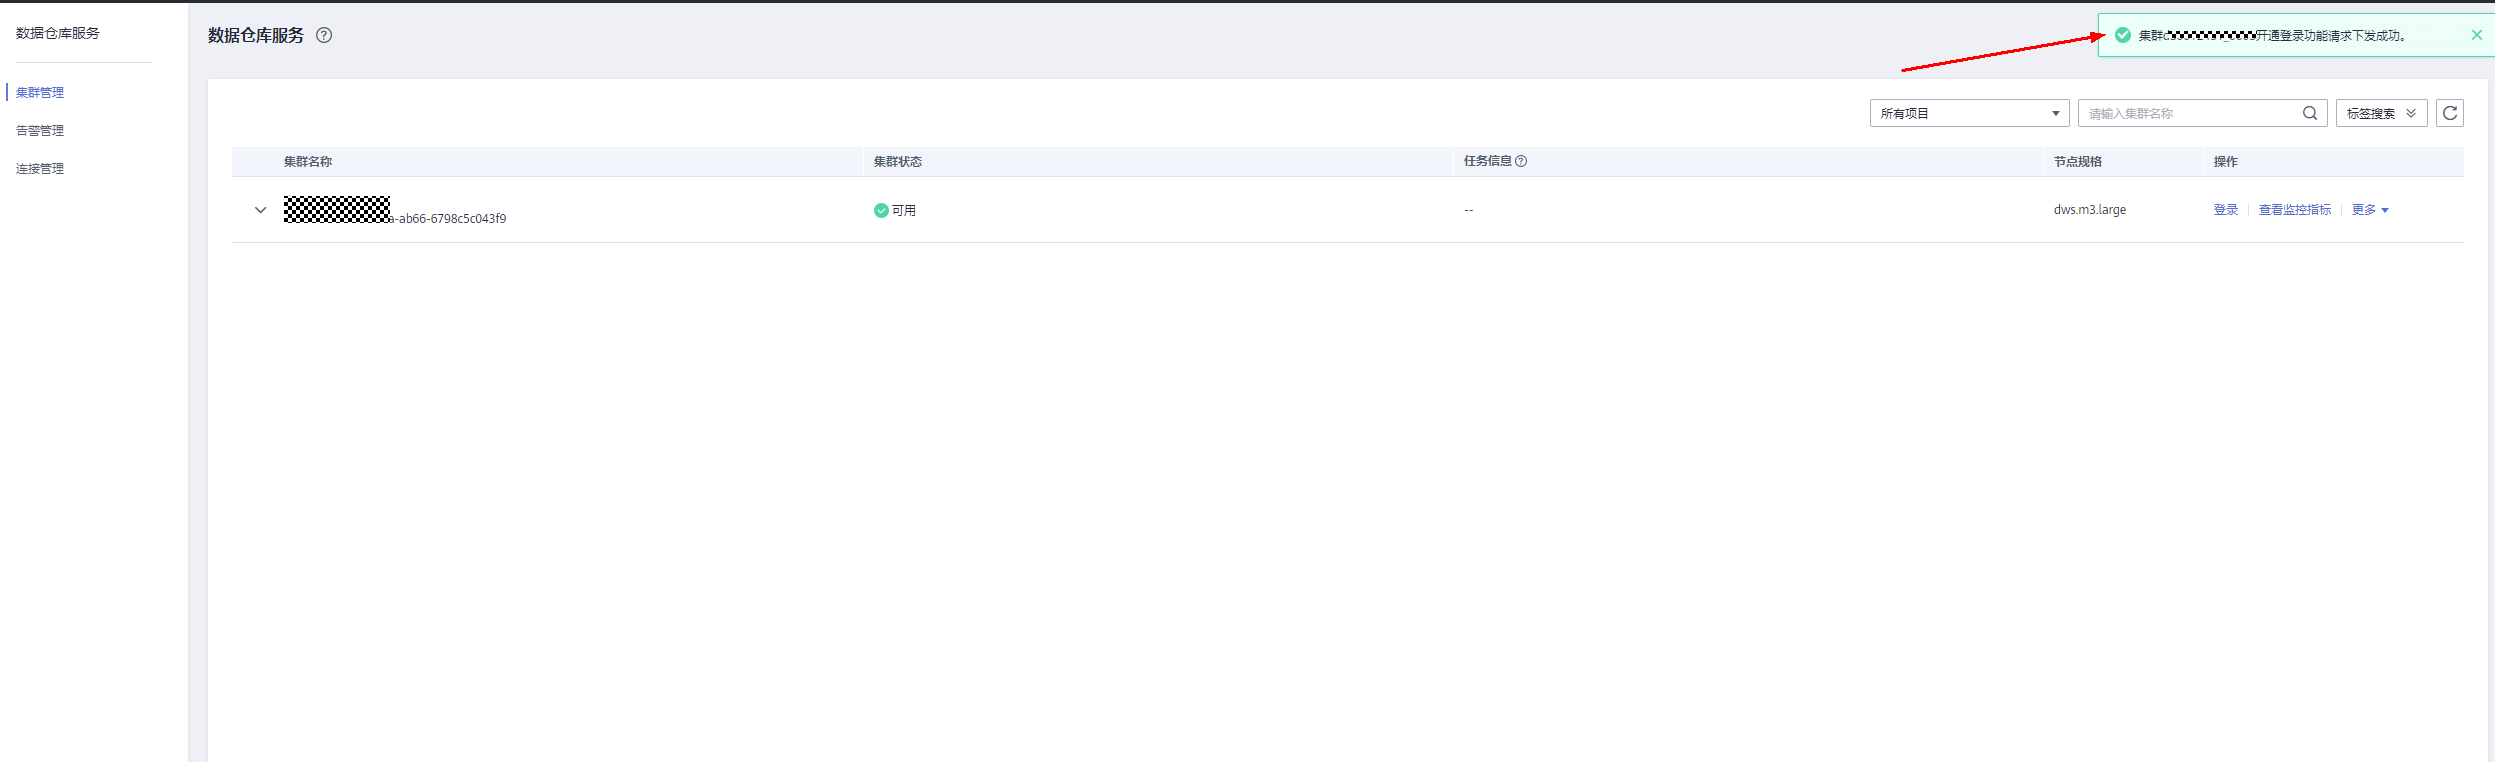 数据仓库服务
集群管理
告警管理
连接管理
数据仓库服务 ?
集群 开通登录功能请求下发成功。
所有项目
请输入集群名称
标签搜索
集群名称 集群状态 任务信息 ? 节点规格 操作
-ab66-6798c5c043f9 可用 -- dws.m3.large 登录 查看监控指标 更多